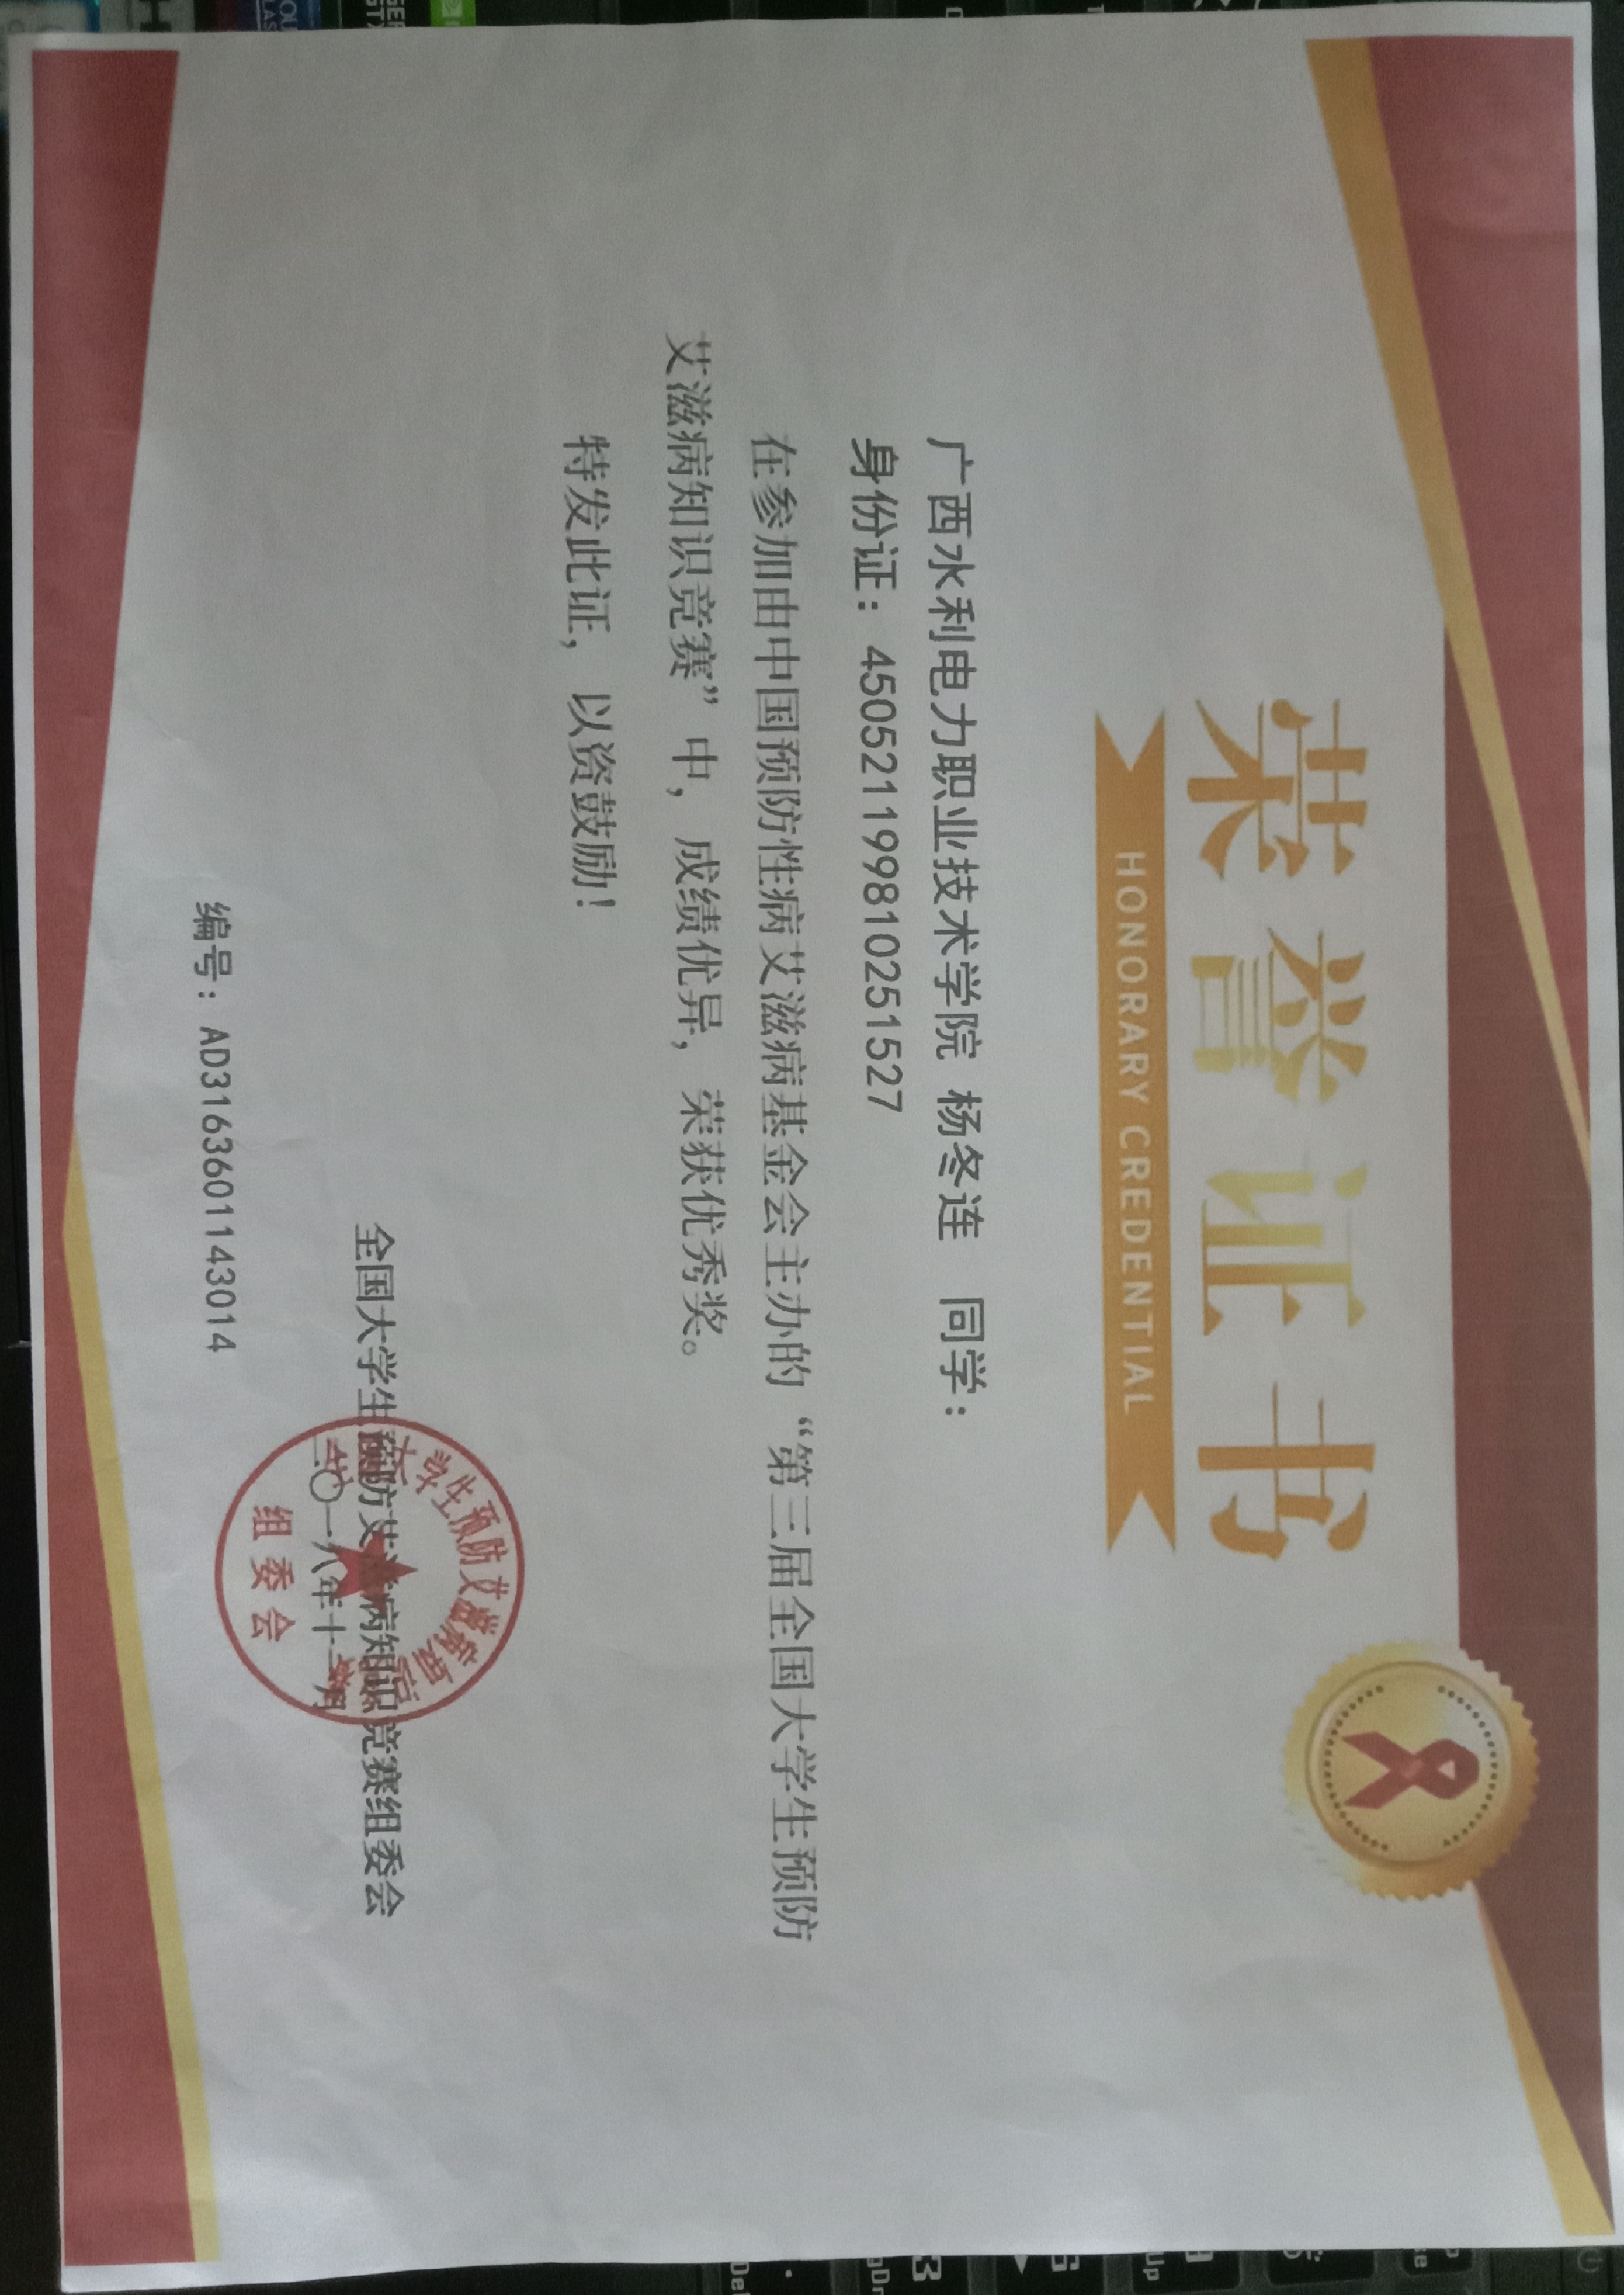 荣誉证书
HONORARY CREDENTIAL
广西水利电力职业技术学院 杨冬连 同学：
身份证：450521199810251527
在参加由中国预防性病艾滋病基金会主办的“第三届全国大学生预防
艾滋病知识竞赛”中，成绩优异，荣获优秀奖。
特发此证，以资鼓励！
大学生预防艾滋病知识
全国大学生预防艾滋病知识竞赛组委会
二〇一八年十一月
组委会
编号：AD3163601143014